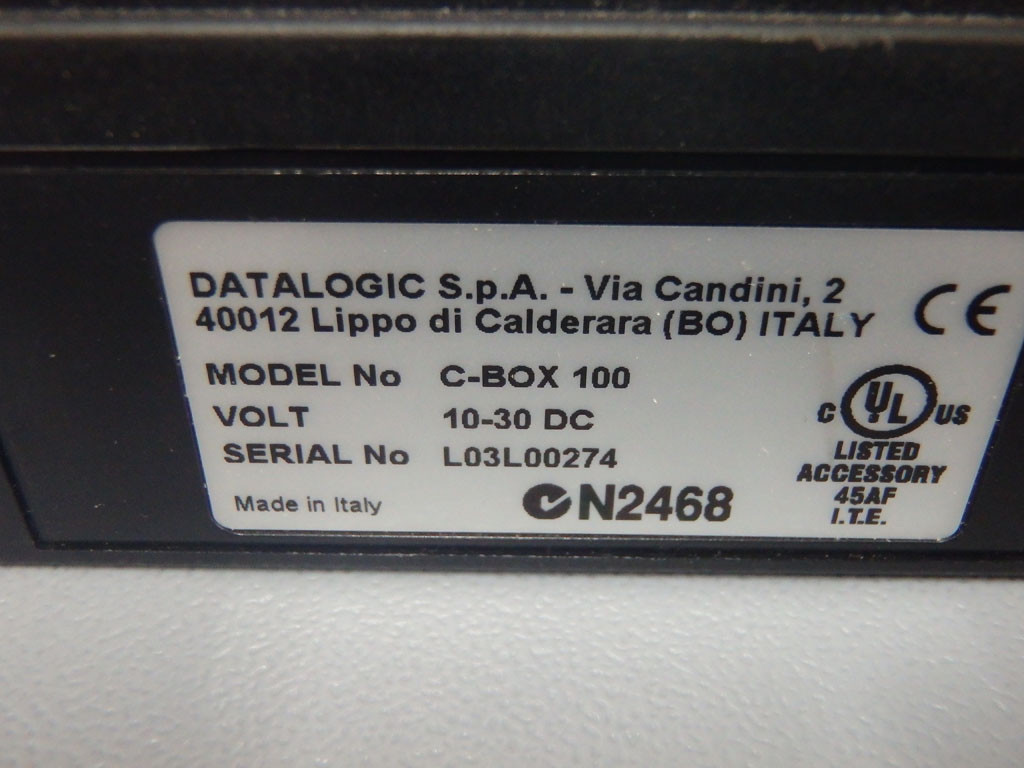 DATALOGIC S.p.A. - Via Candini, 2
40012 Lippo di Calderara (BO) ITALY
CE
MODEL No C-BOX 100
VOLT 10-30 DC
SERIAL No L03L00274
Made in Italy
N2468
C UL US
LISTED
ACCESSORY
45AF
I.T.E.